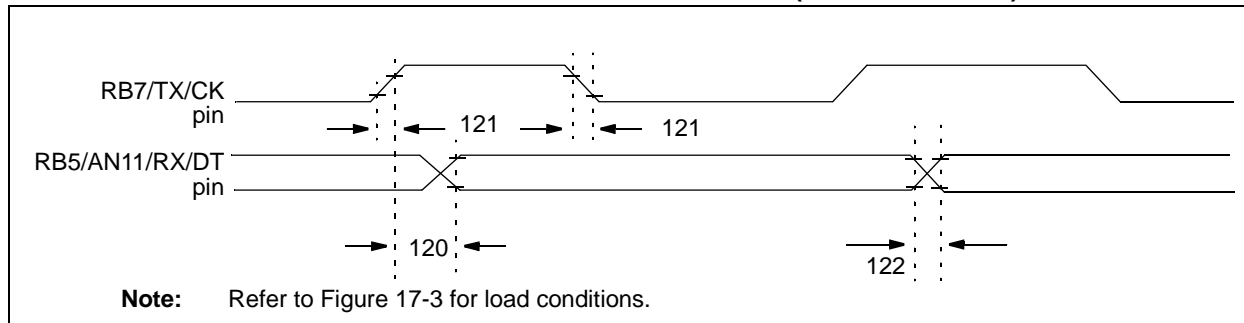 RB7/TX/CK
pin
121
121
RB5/AN11/RX/DT
pin
120
122
Note: Refer to Figure 17-3 for load conditions.